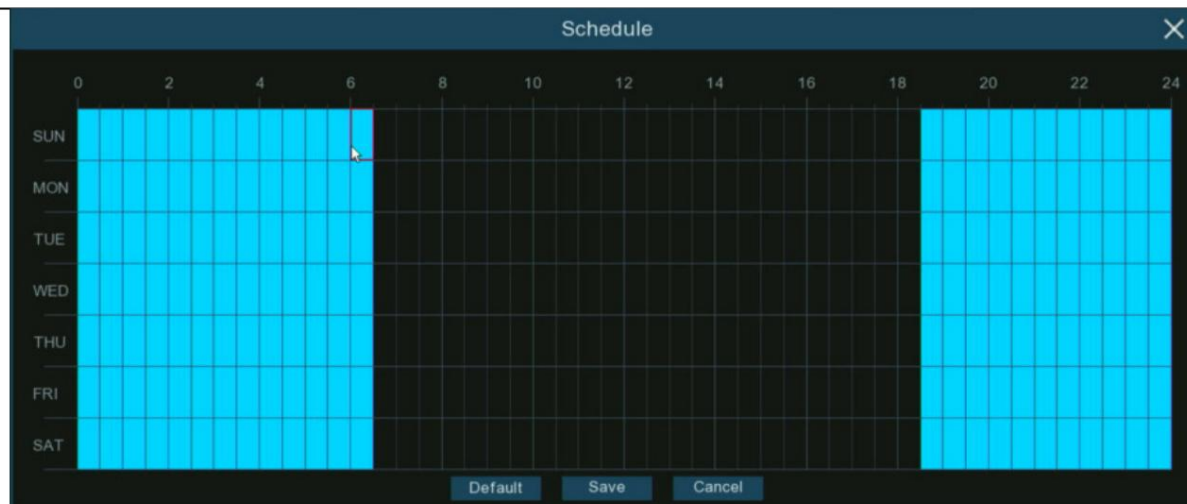 Schedule
0 2 4 6 8 10 12 14 16 18 20 22 24
SUN
MON
TUE
WED
THU
FRI
SAT
Default Save Cancel